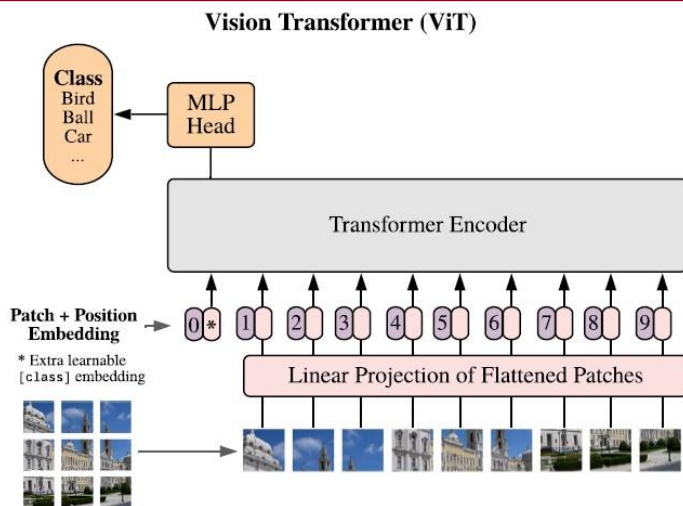 Vision Transformer (ViT)
Class
Bird
Ball
Car
...
MLP
Head
Transformer Encoder
Patch + Position
Embedding
0 * 1 2 3 4 5 6 7 8 9
* Extra learnable
[class] embedding
Linear Projection of Flattened Patches